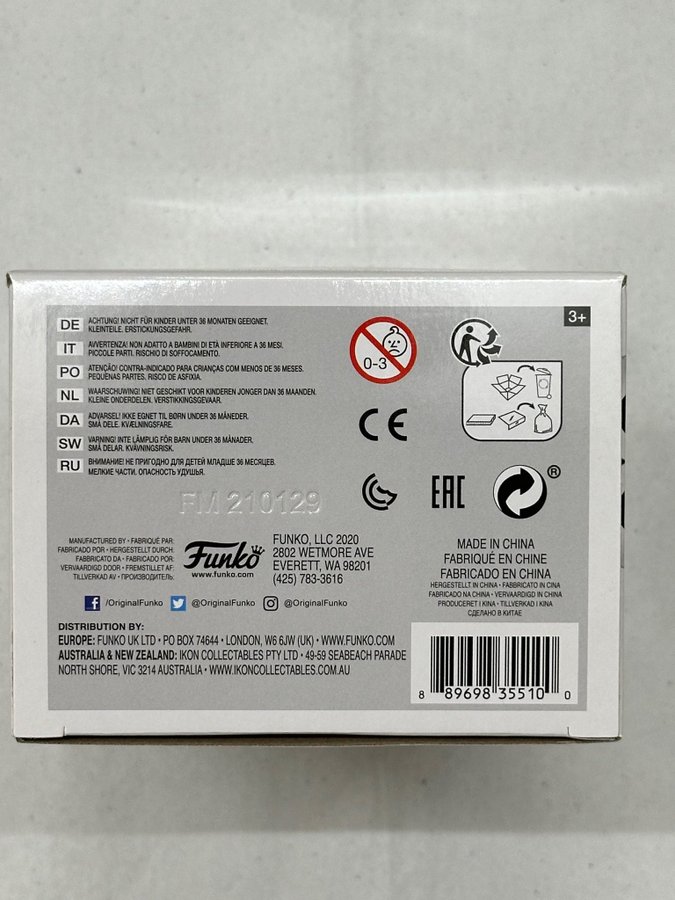 3+
DE ACHTUNG! NICHT FÜR KINDER UNTER 36 MONATEN GEEIGNET.
KLEINTEILE. ERSTICKUNGSGEFAHR.
IT AVVERTENZA! NON ADATTO A BAMBINI DI ETÀ INFERIORE A 36 MESI.
PICCOLE PARTI. RISCHIO DI SOFFOCAMENTO.
PO ATENÇÃO! CONTRA-INDICADO PARA CRIANÇAS COM MENOS DE 36 MESES.
PEQUENAS PARTES. RISCO DE ASFIXIA.
NL WAARSCHUWING! NIET GESCHIKT VOOR KINDEREN JONGER DAN 36 MAANDEN.
KLEINE ONDERDELEN. VERSTIKKINGSGEVAAR.
DA ADVARSEL! IKKE EGNET TIL BØRN UNDER 36 MÅNEDER.
SMÅ DELE. KVÆLNINGSFARE.
SW VARNING! INTE LÄMPLIG FÖR BARN UNDER 36 MÅNADER.
SMÅ DELAR. KVÄVNINGSRISK.
RU ВНИМАНИЕ! НЕ ПРИГОДНО ДЛЯ ДЕТЕЙ МЛАДШЕ 36 МЕСЯЦЕВ.
МЕЛКИЕ ЧАСТИ. ОПАСНОСТЬ УДУШЬЯ.
0-3
CE
EAC
®
FM 210129
MANUFACTURED BY • FABRIQUÉ PAR:
FABRICADO POR • HERGESTELLT DURCH:
FABBRICATO DA • FABRICADO POR:
VERVAARDIGD DOOR • FREMSTILLET AF:
TILLVERKAD AV • ПРОИЗВОДИТЕЛЬ:
Funko
www.funko.com
FUNKO, LLC 2020
2802 WETMORE AVE
EVERETT, WA 98201
(425) 783-3616
MADE IN CHINA
FABRIQUÉ EN CHINE
FABRICADO EN CHINA
HERGESTELLT IN CHINA • FABBRICATO IN CINA
FABRICADO NA CHINA • VERVAARDIGD IN CHINA
PRODUCERET I KINA • TILLVERKAD I KINA
СДЕЛАНО В КИТАЕ
f /OriginalFunko @OriginalFunko @OriginalFunko
DISTRIBUTION BY:
EUROPE: FUNKO UK LTD • PO BOX 74644 • LONDON, W6 6JW (UK) • WWW.FUNKO.COM
AUSTRALIA & NEW ZEALAND: IKON COLLECTABLES PTY LTD • 49-59 SEABEACH PARADE
NORTH SHORE, VIC 3214 AUSTRALIA • WWW.IKONCOLLECTABLES.COM.AU
8 89698 35510 0